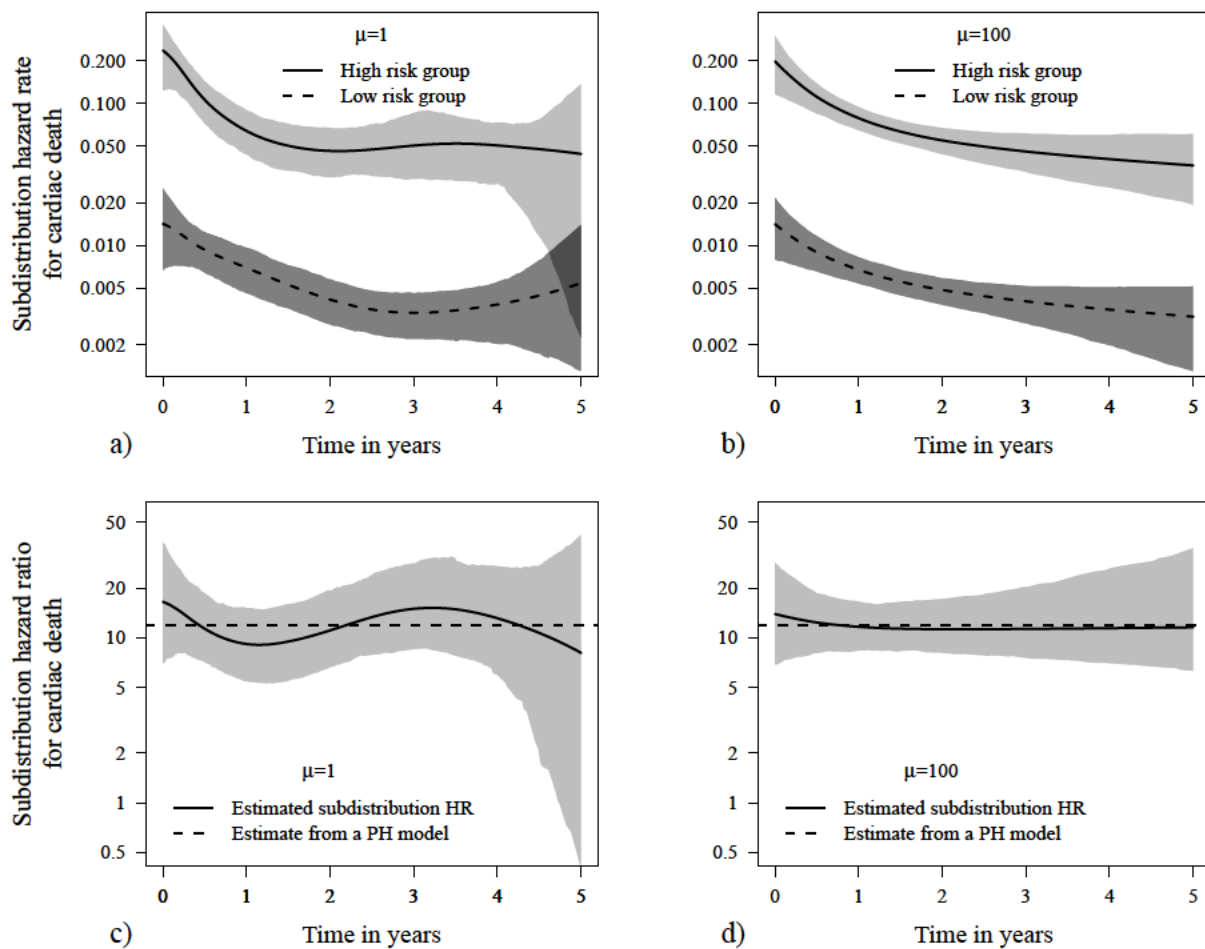 Subdistribution hazard rate
for cardiac death
μ=1
High risk group
Low risk group
0.200
0.100
0.050
0.020
0.010
0.005
0.002
0 1 2 3 4 5
a) Time in years
μ=100
High risk group
Low risk group
0.200
0.100
0.050
0.020
0.010
0.005
0.002
0 1 2 3 4 5
b) Time in years
Subdistribution hazard ratio
for cardiac death
50
20
10
5
2
1
0.5
μ=1
Estimated subdistribution HR
Estimate from a PH model
0 1 2 3 4 5
c) Time in years
50
20
10
5
2
1
0.5
μ=100
Estimated subdistribution HR
Estimate from a PH model
0 1 2 3 4 5
d) Time in years